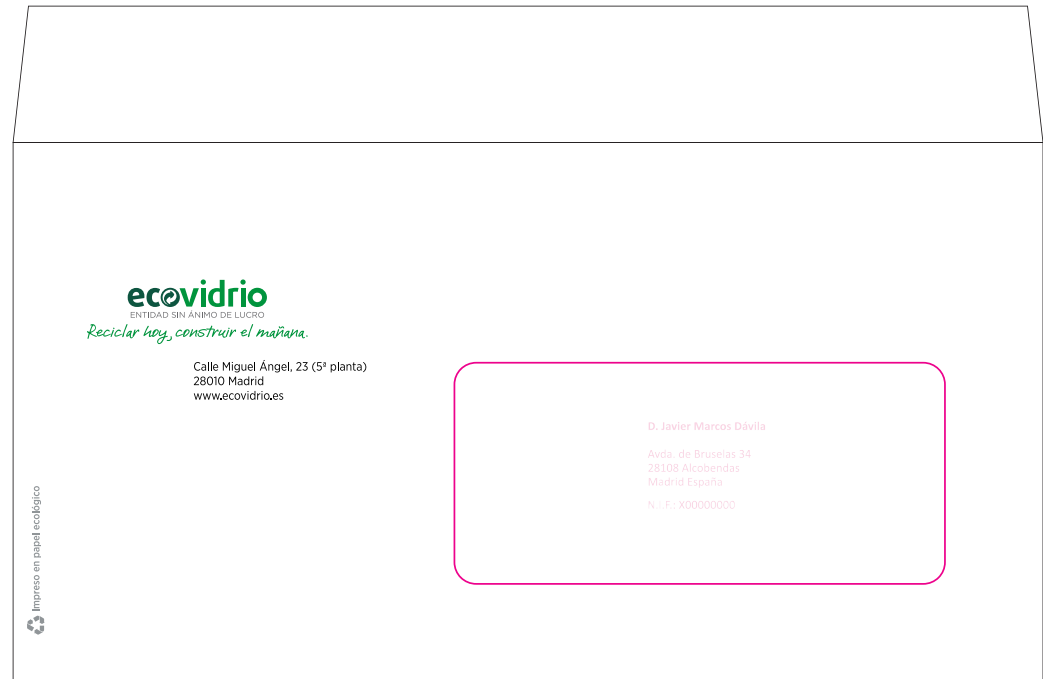 ecovidrio
ENTIDAD SIN ÁNIMO DE LUCRO
Reciclar hoy, construir el mañana.
Calle Miguel Ángel, 23 (5ª planta)
28010 Madrid
www.ecovidrio.es
D. Javier Marcos Dávila
Avda. de Bruselas 34
28108 Alcobendas
Madrid España
N.I.F.: X00000000
Impreso en papel ecológico